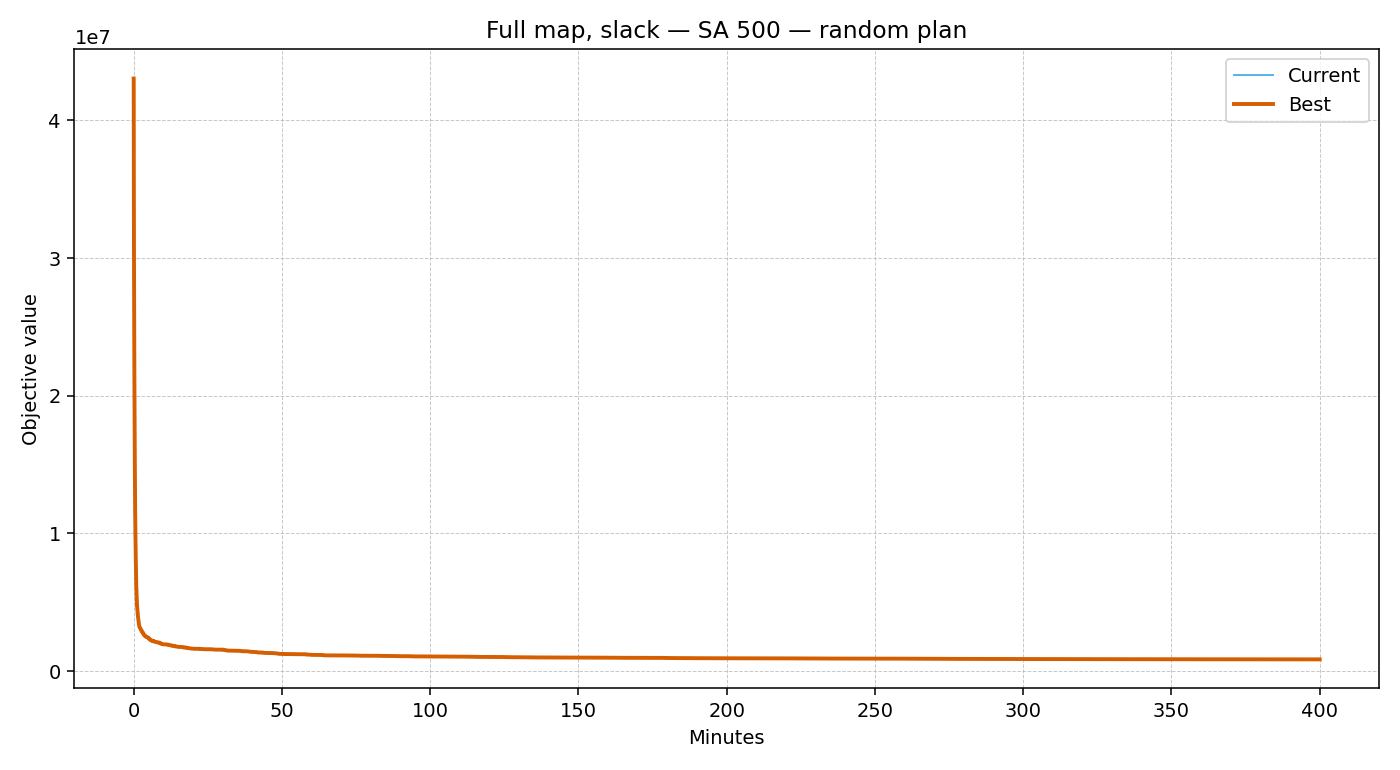 Full map, slack — SA 500 — random plan
1e7
Current
Best
4
3
2
1
0
Objective value
0 50 100 150 200 250 300 350 400
Minutes